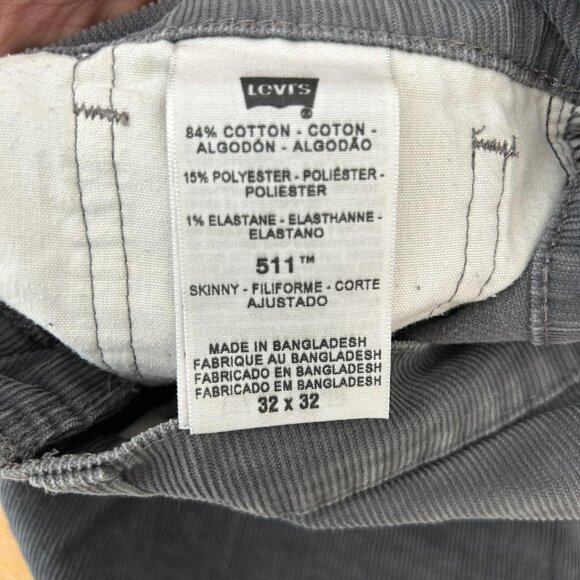 LEVI'S
®
84% COTTON - COTON -
ALGODÓN - ALGODÃO
15% POLYESTER - POLIÉSTER -
POLIESTER
1% ELASTANE - ELASTHANNE -
ELASTANO
511™
SKINNY - FILIFORME - CORTE
AJUSTADO
MADE IN BANGLADESH
FABRIQUE AU BANGLADESH
FABRICADO EN BANGLADESH
FABRICADO EM BANGLADESH
32 x 32